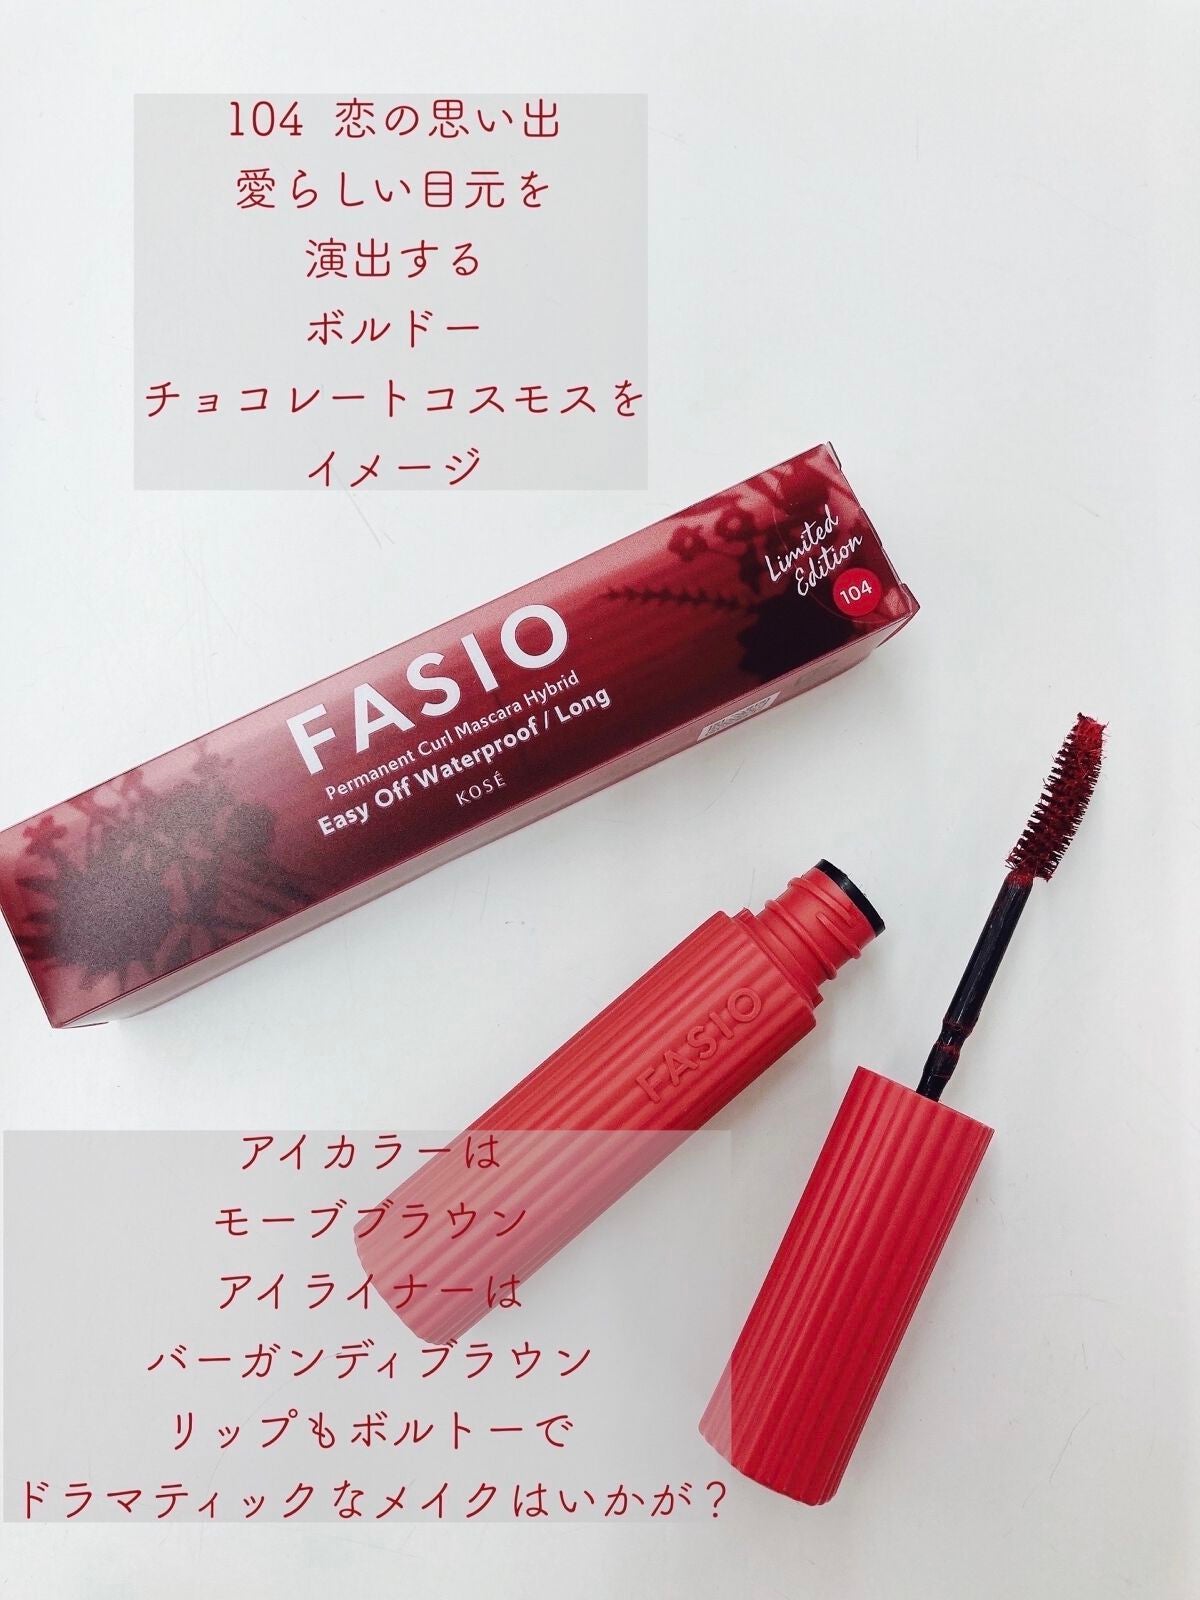 104 恋の思い出
愛らしい目元を
演出する
ボルドー
チョコレートコスモスを
イメージ
Limited
Edition
104
FASIO
Permanent Curl Mascara Hybrid
Easy Off Waterproof / Long
KOSÉ
FASIO
アイカラーは
モーブブラウン
アイライナーは
バーガンディブラウン
リップもボルトーで
ドラマティックなメイクはいかが？